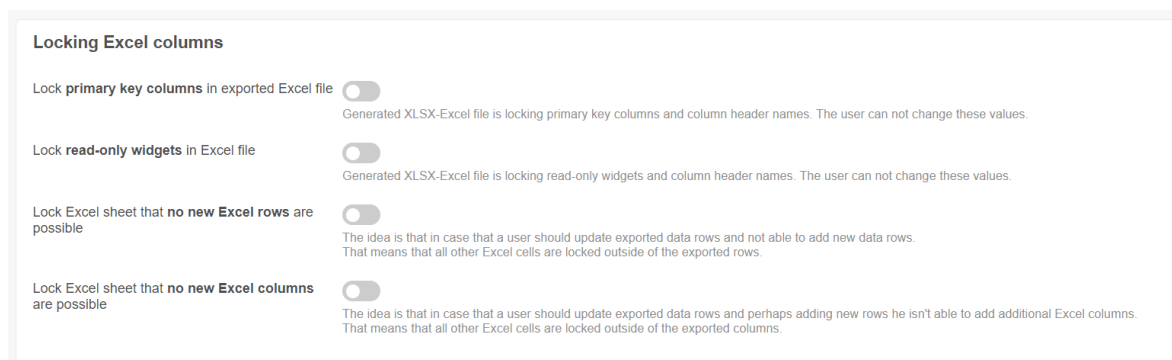 Locking Excel columns
Lock primary key columns in exported Excel file
Generated XLSX-Excel file is locking primary key columns and column header names. The user can not change these values.
Lock read-only widgets in Excel file
Generated XLSX-Excel file is locking read-only widgets and column header names. The user can not change these values.
Lock Excel sheet that no new Excel rows are
possible
The idea is that in case that a user should update exported data rows and not able to add new data rows.
That means that all other Excel cells are locked outside of the exported rows.
Lock Excel sheet that no new Excel columns
are possible
The idea is that in case that a user should update exported data rows and perhaps adding new rows he isn't able to add additional Excel columns.
That means that all other Excel cells are locked outside of the exported columns.